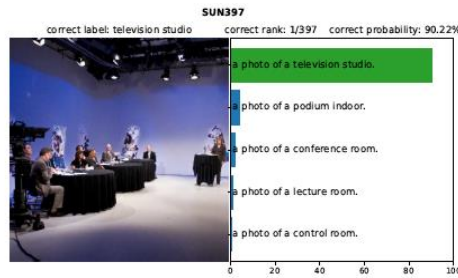 SUN397
correct label: television studio correct rank: 1/397 correct probability: 90.22%
a photo of a television studio.
a photo of a podium indoor.
a photo of a conference room.
a photo of a lecture room.
a photo of a control room.
0 20 40 60 80 100